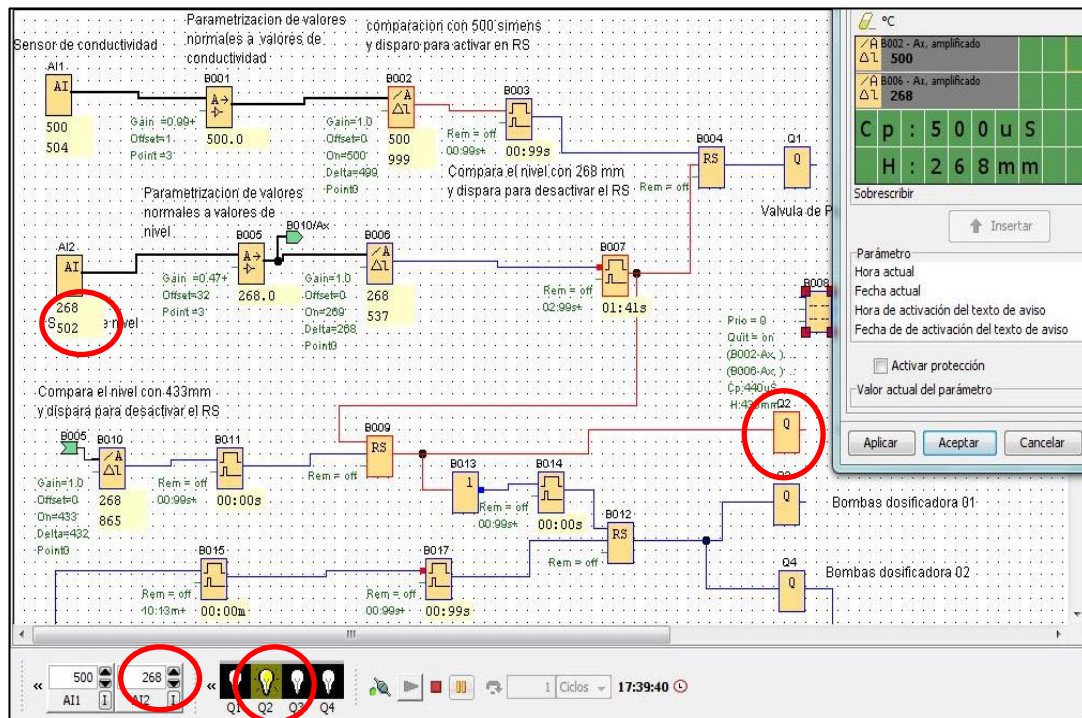 Parametrizacion de valores
normales a valores de
conductividad
comparación con 500 simens
y disparo para activar en RS
Sensor de conductividad
AI1
AI
500
504
B001
A→
Gain =0.99+
Offset=1
Point =3
500.0
B002
/A
Gain=1.0
Offset=0
On=500
Delta=499
Point0
500
999
B003
Rem = off
00:99s+
00:99s
Compara el nivel con 268 mm
y dispara para desactivar el RS
B004
RS
Rem = off
Q1
Q
Valvula de P
Parametrizacion de valores
normales a valores de
nivel
B010/Ax
AI2
AI
268
502
nivel
B005
A→
Gain =0.47+
Offset=32
Point =3
268.0
B006
/A
Gain=1.0
Offset=0
On=269
Delta=268
Point0
268
537
B007
Rem = off
02:99s+
01:41s
B008
Prio = 0
Quit = on
(B002-Ax, ) ...
(B006-Ax, ) ...
Cp:440uS
H:430mm
Compara el nivel con 433mm
y dispara para desactivar el RS
B005
B010
/A
Gain=1.0
Offset=0
On=433
Delta=432
Point0
268
865
B011
Rem = off
00:99s+
00:00s
B009
RS
Rem = off
Q2
Q
B013
1
B014
Rem = off
00:99s+
00:00s
B012
RS
Rem = off
Q
Bombas dosificadora 01
Q4
Q
Bombas dosificadora 02
B015
Rem = off
10:13m+
00:00m
B017
Rem = off
00:99s+
00:99s
°C
/A B002 - Ax, amplificado
500
/A B006 - Ax, amplificado
268
Cp:500uS
H:268mm
Sobrescribir
Insertar
Parámetro
Hora actual
Fecha actual
Hora de activación del texto de aviso
Fecha de de activación del texto de aviso
Activar protección
Valor actual del parámetro
Aplicar Aceptar Cancelar
« 500 268 «
AI1 I AI2 I Q1 Q2 Q3 Q4
1 Ciclos 17:39:40